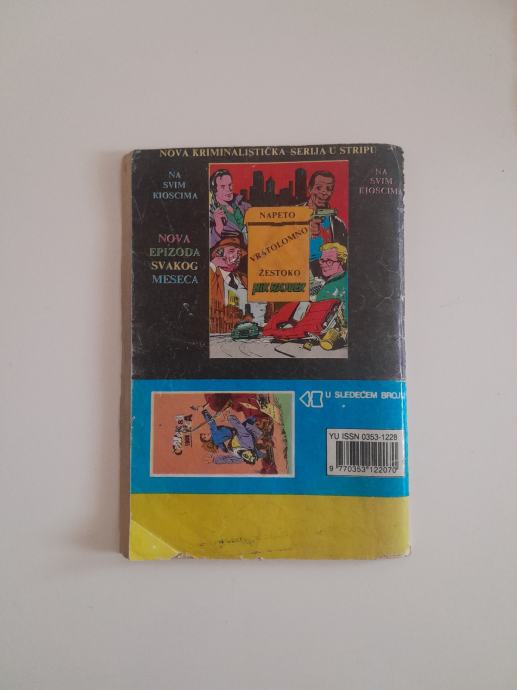 NOVA KRIMINALISTIČKA SERIJA U STRIPU
NA
SVIM
KIOSCIMA
NA
SVIM
KIOSCIMA
NAPETO
VRATOLOMNO
ŽESTOKO
NOVA
EPIZODA
SVAKOG
MESECA
U SLEDEĆEM BROJU
YU ISSN 0353-1228
9 770353 122070